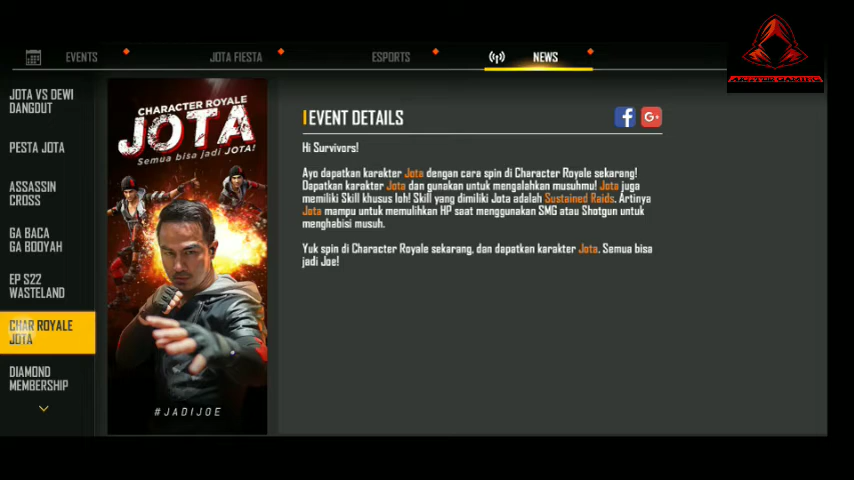 EVENTS
JOTA FIESTA
ESPORTS
NEWS
JOTA VS DEWI
DANGDUT
PESTA JOTA
ASSASSIN
CROSS
GA BACA
GA BOOYAH
EP S22
WASTELAND
CHAR ROYALE
JOTA
DIAMOND
MEMBERSHIP
CHARACTER ROYALE
JOTA
Semua bisa jadi JOTA!
#JADIJOE
EVENT DETAILS
f
G+
Hi Survivors!
Ayo dapatkan karakter Jota dengan cara spin di Character Royale sekarang!
Dapatkan karakter Jota dan gunakan untuk mengalahkan musuhmu! Jota juga
memiliki Skill khusus loh! Skill yang dimiliki Jota adalah Sustained Raids. Artinya
Jota mampu untuk memulihkan HP saat menggunakan SMG atau Shotgun untuk
menghabisi musuh.
Yuk spin di Character Royale sekarang, dan dapatkan karakter Jota. Semua bisa
jadi Joe!